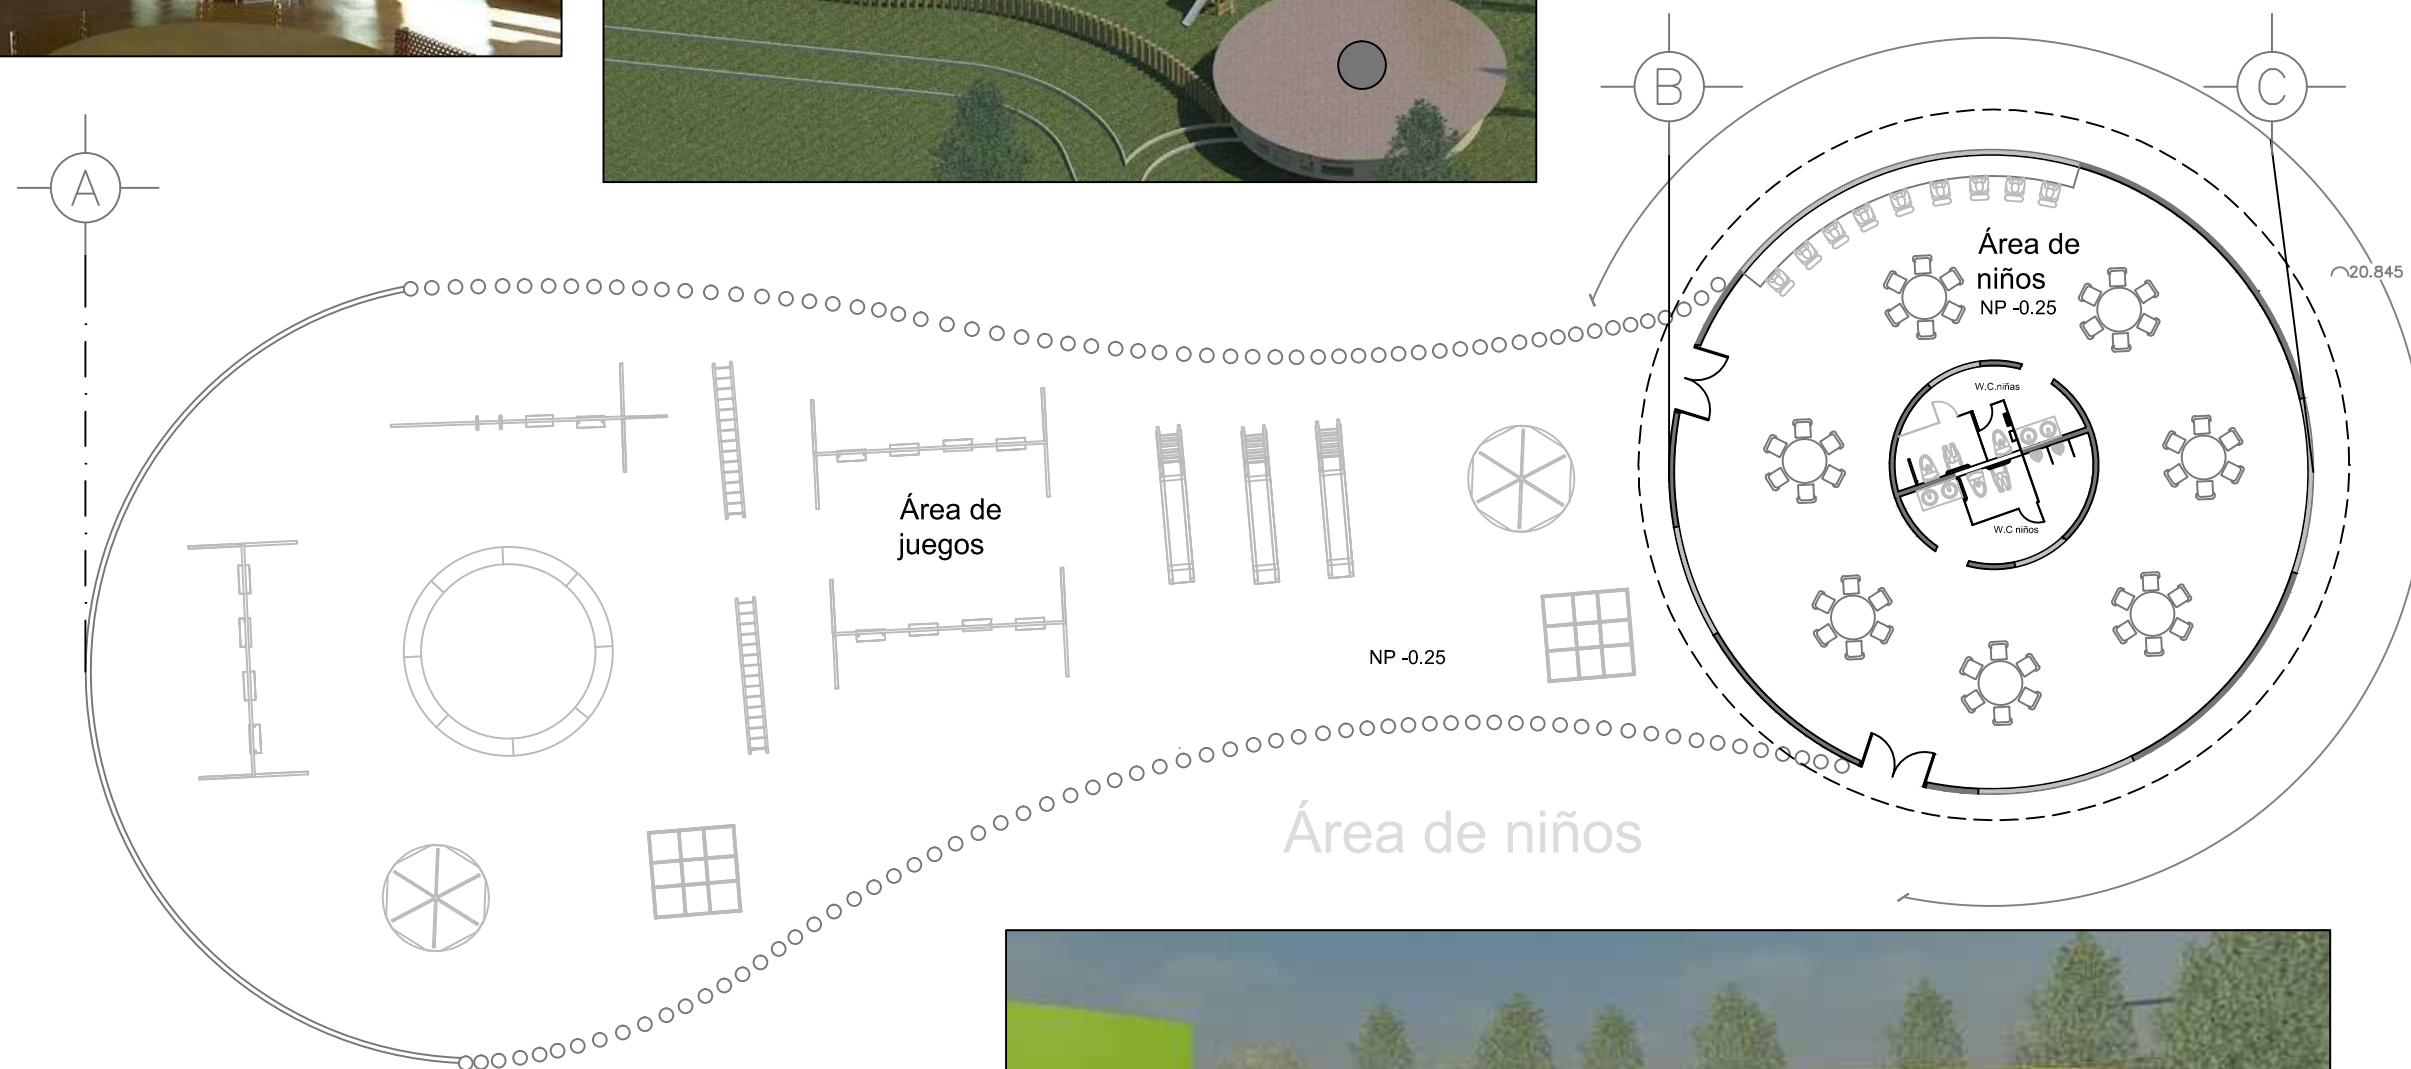 A
B
C
Área de
niños
NP -0.25
⌒20.845
W.C.niñas
W.C niños
Área de
juegos
NP -0.25
Área de niños